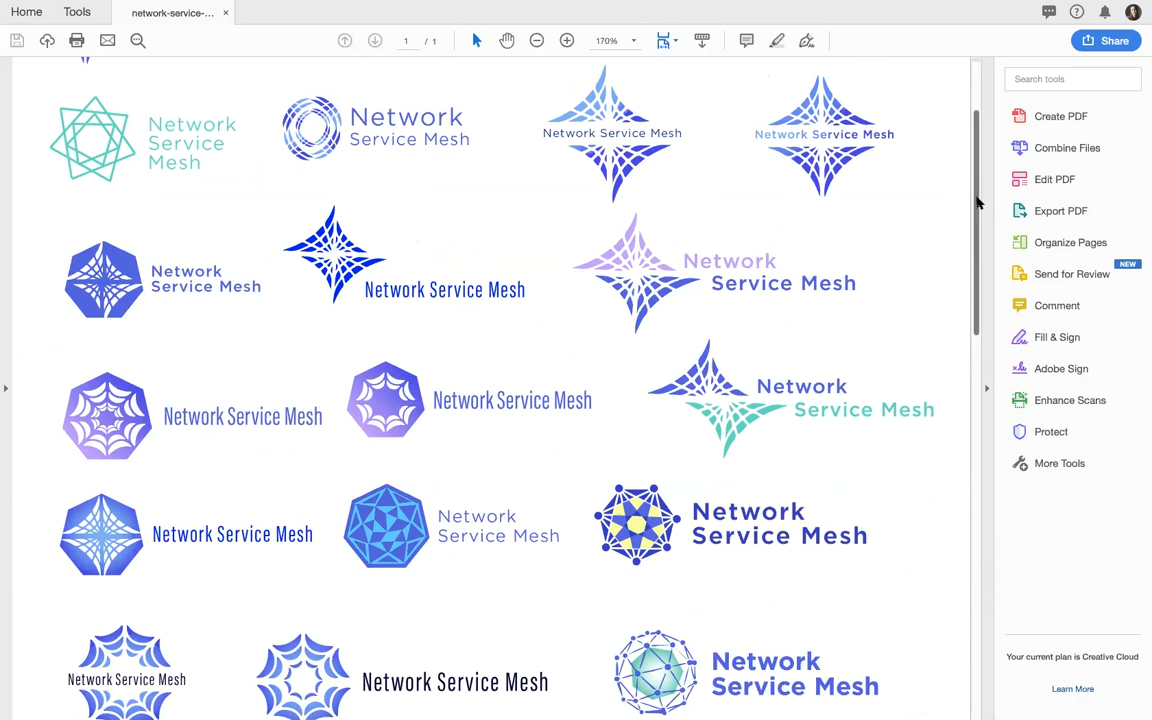 Home
Tools
network-service-...
×
1
/ 1
170%
Share
Network
Service
Mesh
Network
Service Mesh
Network Service Mesh
Network Service Mesh
Network
Service Mesh
Network Service Mesh
Network
Service Mesh
Network Service Mesh
Network Service Mesh
Network
Service Mesh
Network Service Mesh
Network
Service Mesh
Network
Service Mesh
Network Service Mesh
Network Service Mesh
Network
Service Mesh
Search tools
Create PDF
Combine Files
Edit PDF
Export PDF
Organize Pages
Send for Review
NEW
Comment
Fill & Sign
Adobe Sign
Enhance Scans
Protect
More Tools
Your current plan is Creative Cloud
Learn More